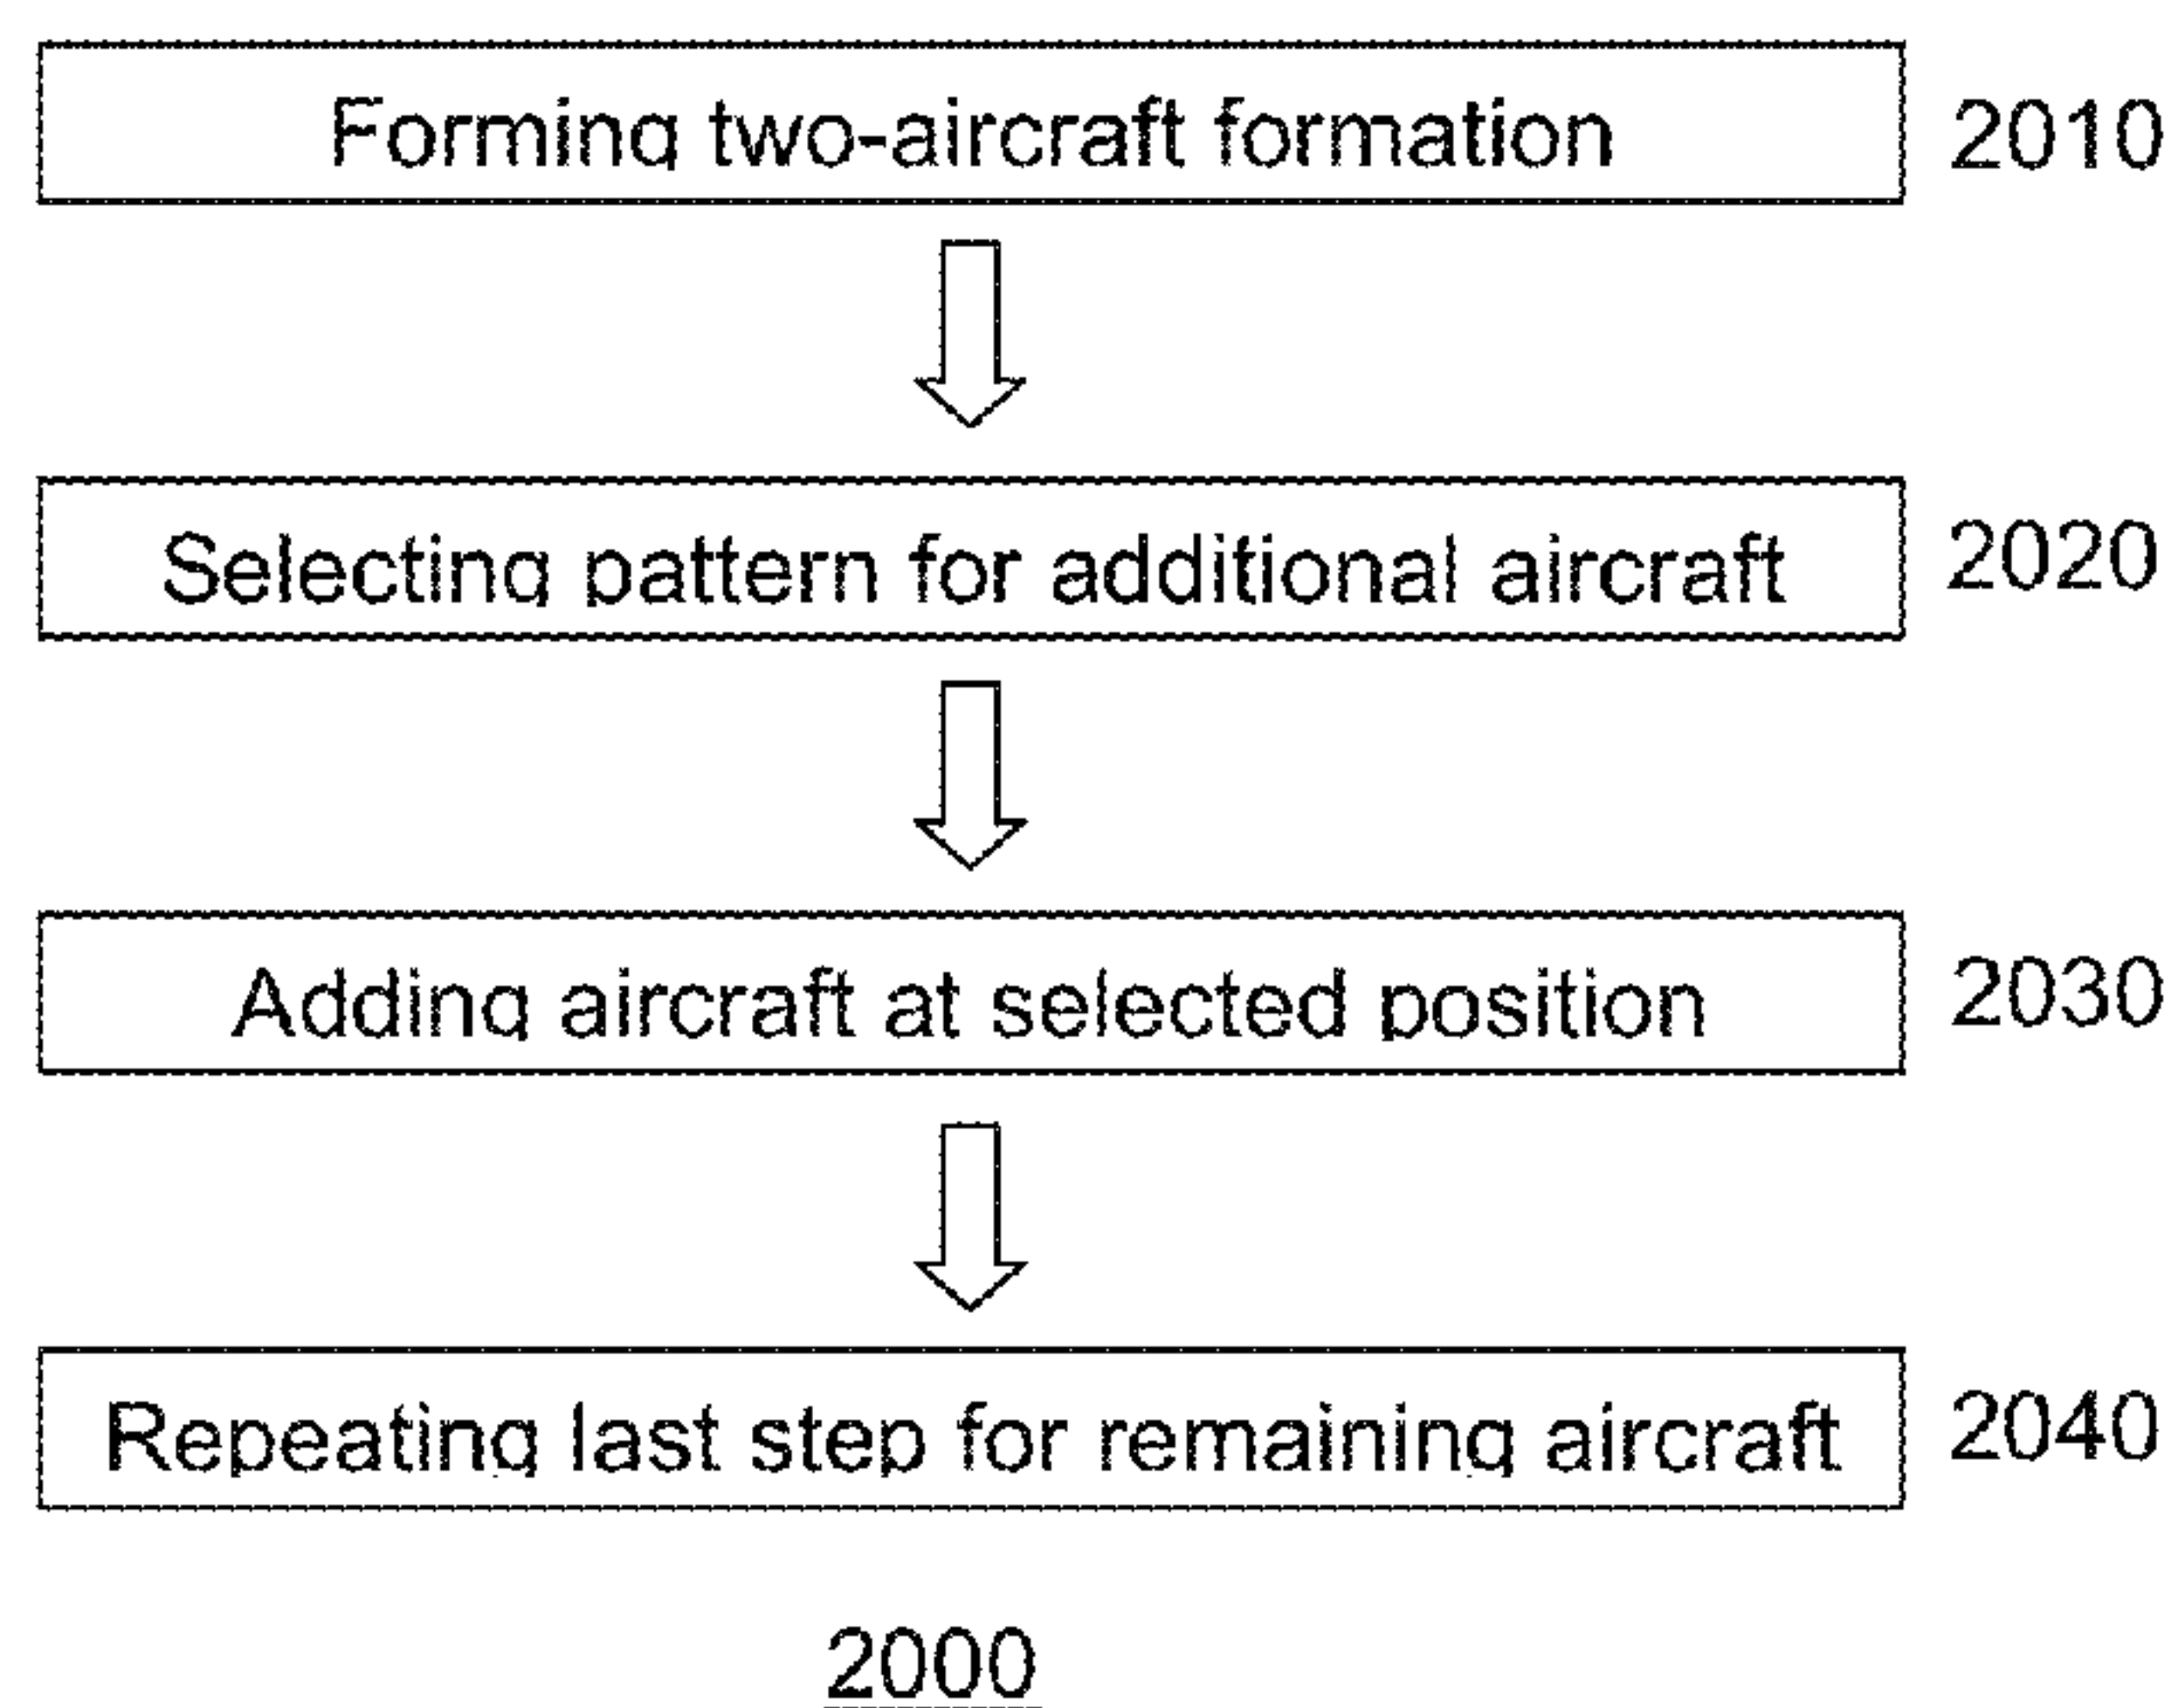 Forming two-aircraft formation 2010
Selecting pattern for additional aircraft 2020
Adding aircraft at selected position 2030
Repeating last step for remaining aircraft 2040
2000